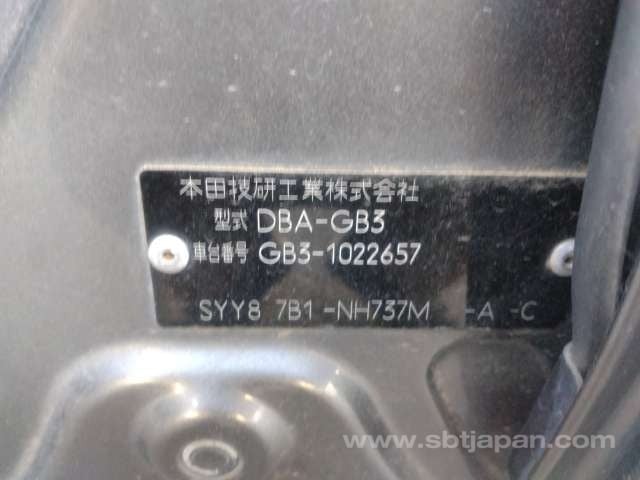 本田技研工業株式会社
型式 DBA-GB3
車台番号 GB3-1022657
SYY8 7B1-NH737M -A -C
www.sbtjapan.com